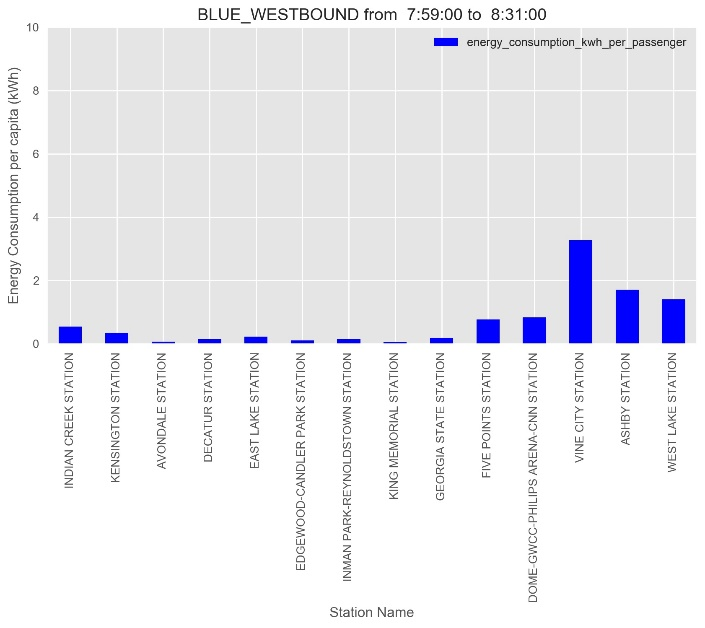 BLUE_WESTBOUND from  7:59:00 to  8:31:00
energy_consumption_kwh_per_passenger
Energy Consumption per capita (kWh)
10
8
6
4
2
0
INDIAN CREEK STATION
KENSINGTON STATION
AVONDALE STATION
DECATUR STATION
EAST LAKE STATION
EDGEWOOD-CANDLER PARK STATION
INMAN PARK-REYNOLDSTOWN STATION
KING MEMORIAL STATION
GEORGIA STATE STATION
FIVE POINTS STATION
DOME-GWCC-PHILIPS ARENA-CNN STATION
VINE CITY STATION
ASHBY STATION
WEST LAKE STATION
Station Name